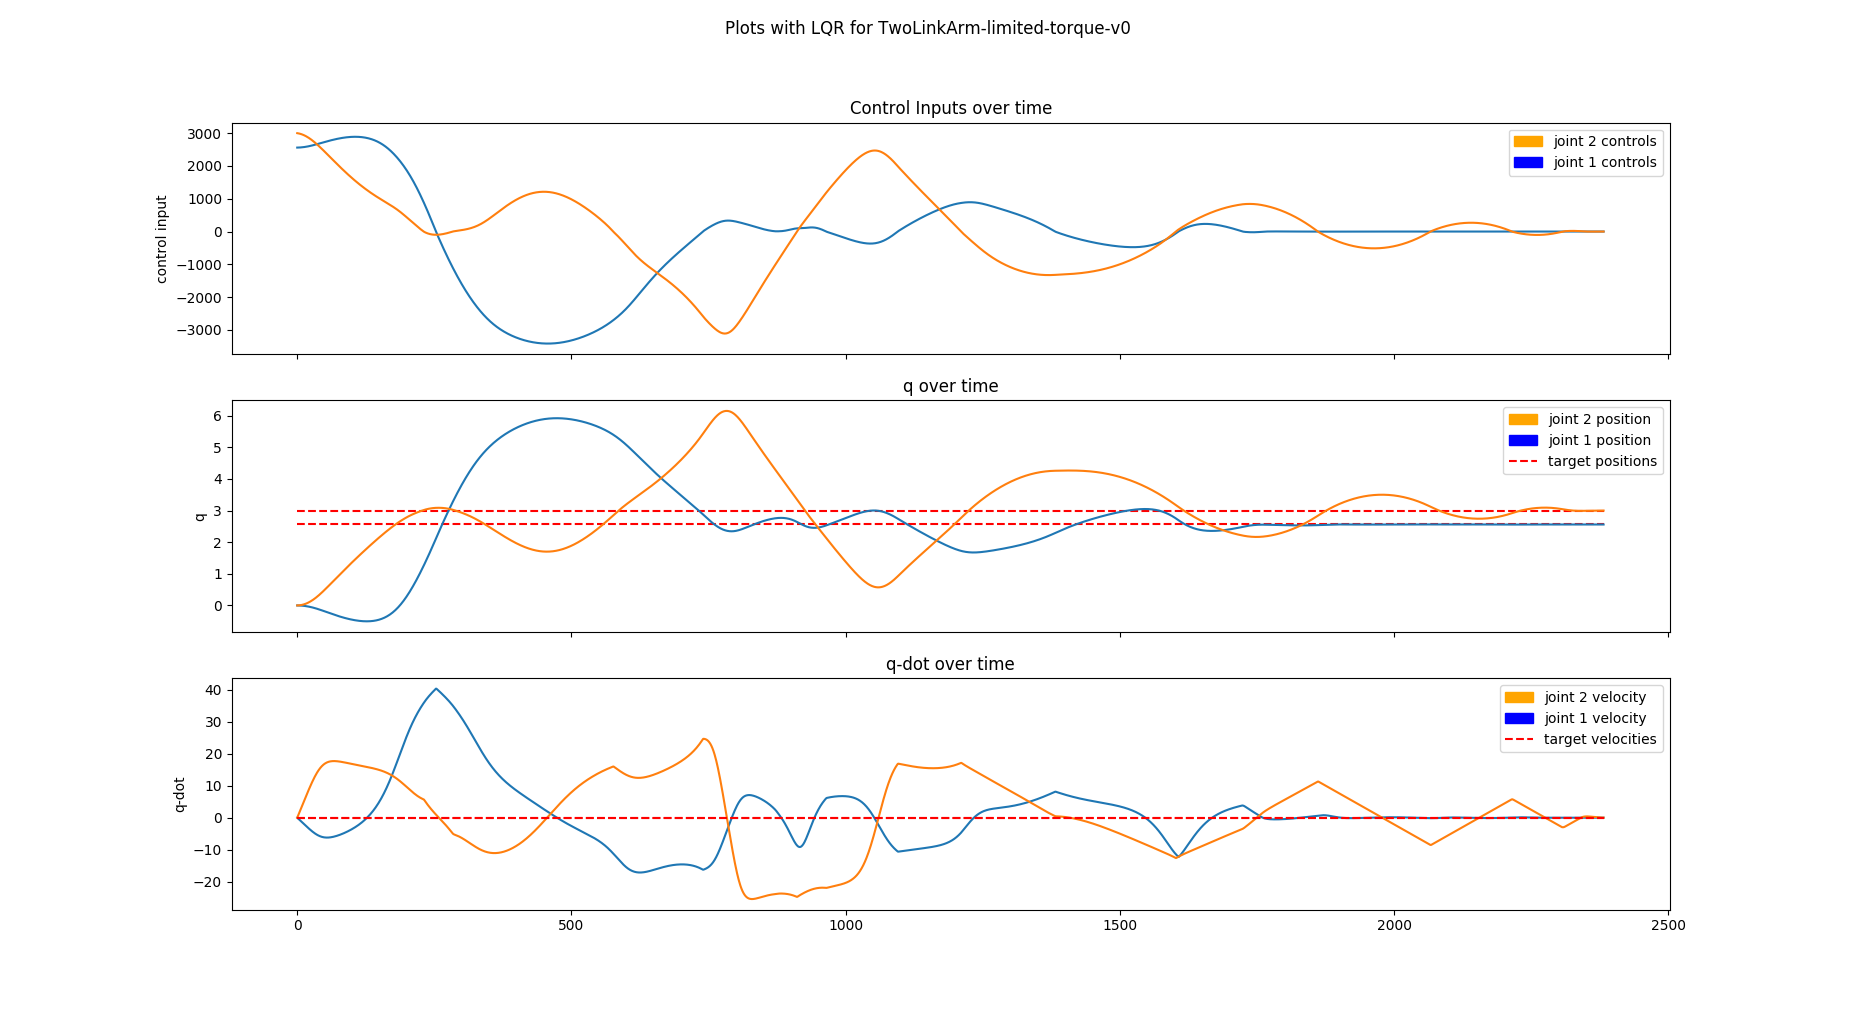 Plots with LQR for TwoLinkArm-limited-torque-v0
Control Inputs over time
3000
2000
1000
0
−1000
−2000
−3000
control input
joint 2 controls
joint 1 controls
q over time
6
5
4
3
2
1
0
q
joint 2 position
joint 1 position
target positions
q-dot over time
40
30
20
10
0
−10
−20
q-dot
joint 2 velocity
joint 1 velocity
target velocities
0 500 1000 1500 2000 2500